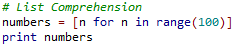 # List Comprehension
numbers = [n for n in range(100)]
print numbers